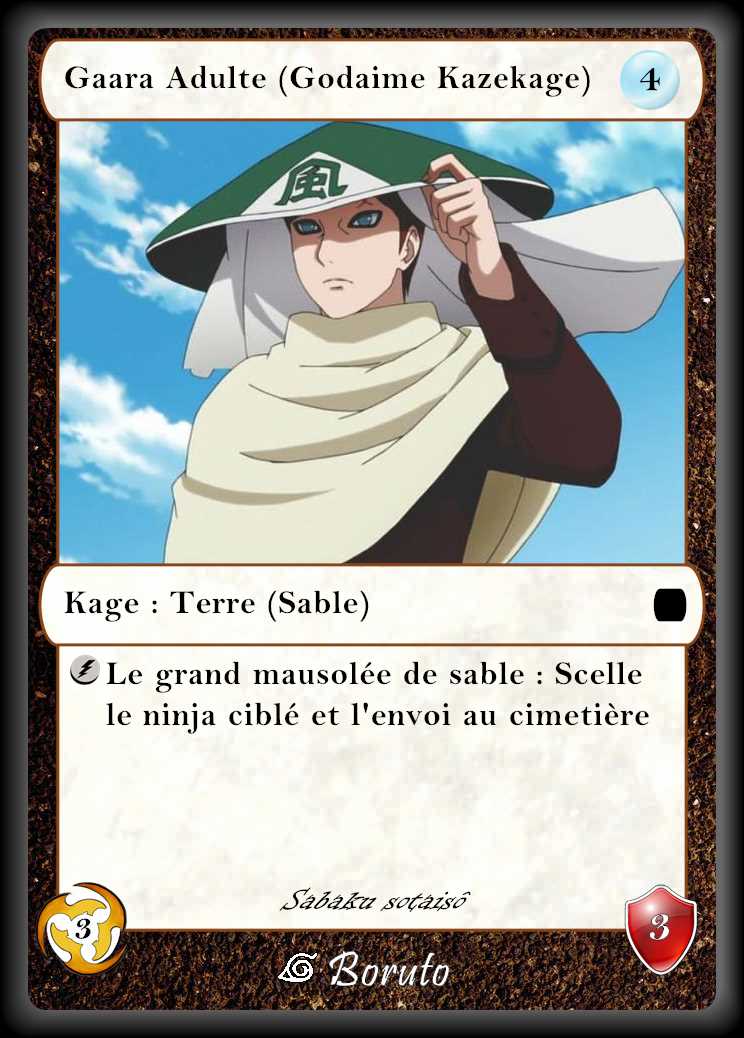 Gaara Adulte (Godaime Kazekage)
4
風
Kage : Terre (Sable)
Le grand mausolée de sable : Scelle
le ninja ciblé et l'envoi au cimetière
Sabaku sotaisô
3
3
Boruto